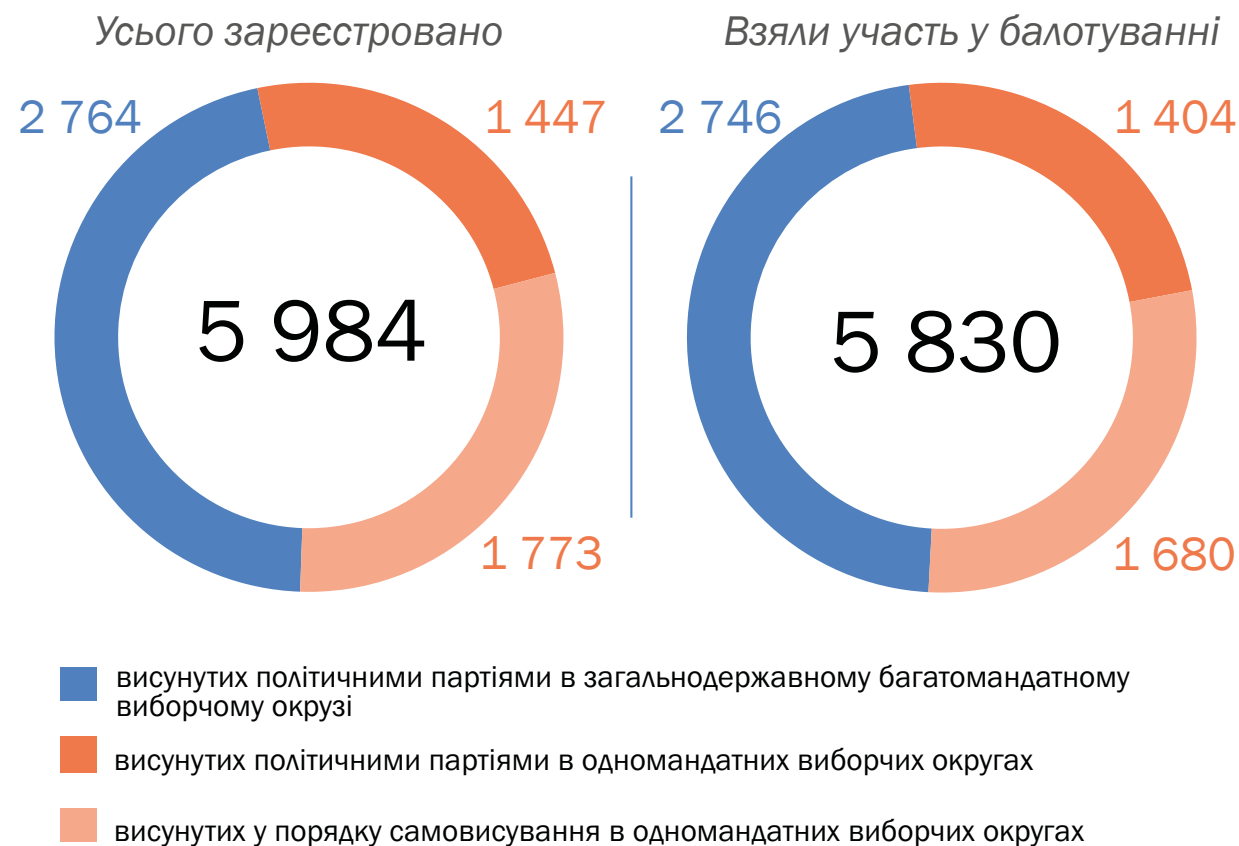 Усього зареєстровано
Взяли участь у балотуванні
2 764
1 447
5 984
1 773
2 746
1 404
5 830
1 680
висунутих політичними партіями в загальнодержавному багатомандатному
виборчому окрузі
висунутих політичними партіями в одномандатних виборчих округах
висунутих у порядку самовисування в одномандатних виборчих округах